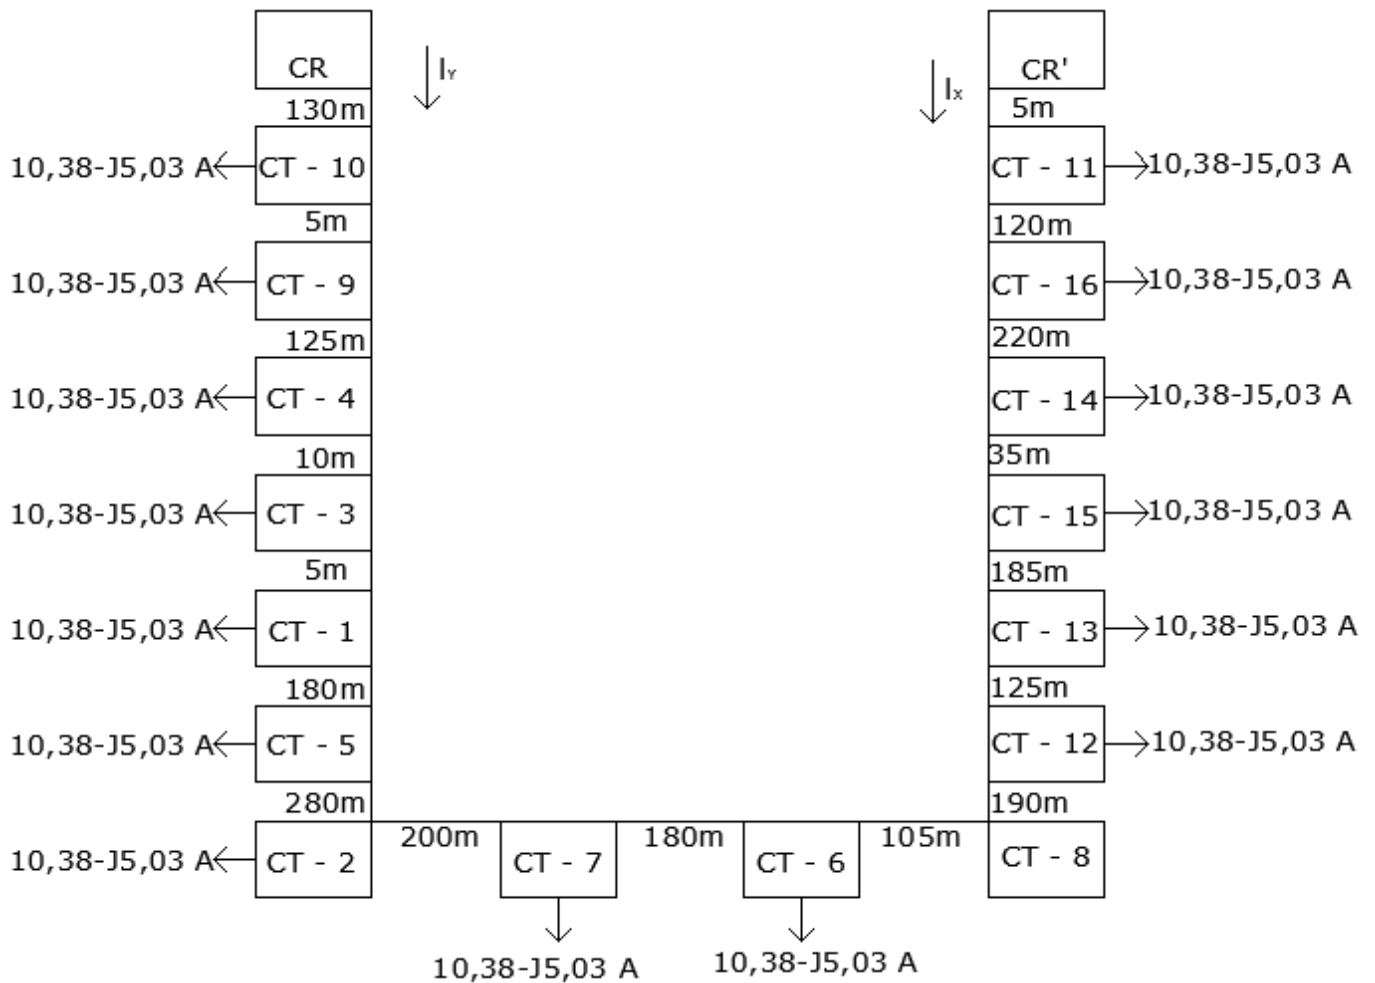 CR
I_Y
I_X
CR'
130m
5m
10,38-J5,03 A
CT - 10
CT - 11
10,38-J5,03 A
5m
120m
10,38-J5,03 A
CT - 9
CT - 16
10,38-J5,03 A
125m
220m
10,38-J5,03 A
CT - 4
CT - 14
10,38-J5,03 A
10m
35m
10,38-J5,03 A
CT - 3
CT - 15
10,38-J5,03 A
5m
185m
10,38-J5,03 A
CT - 1
CT - 13
10,38-J5,03 A
180m
125m
10,38-J5,03 A
CT - 5
CT - 12
10,38-J5,03 A
280m
190m
200m
180m
105m
10,38-J5,03 A
CT - 2
CT - 7
CT - 6
CT - 8
10,38-J5,03 A
10,38-J5,03 A